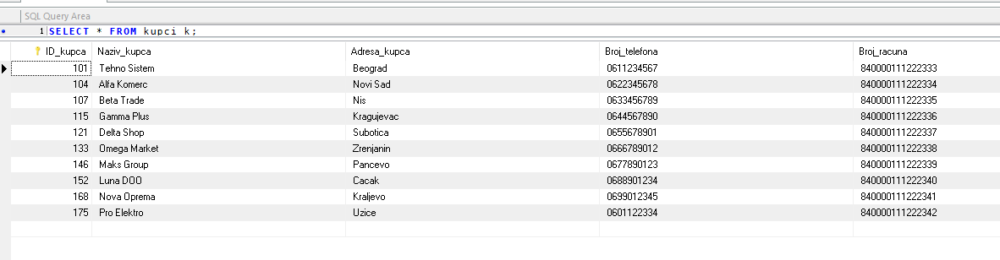 SQL Query Area
1 SELECT * FROM kupci k;
ID_kupca Naziv_kupca Adresa_kupca Broj_telefona Broj_racuna
101 Tehno Sistem Beograd 0611234567 840000111222333
104 Alfa Komerc Novi Sad 0622345678 840000111222334
107 Beta Trade Nis 0633456789 840000111222335
115 Gamma Plus Kragujevac 0644567890 840000111222336
121 Delta Shop Subotica 0655678901 840000111222337
133 Omega Market Zrenjanin 0666789012 840000111222338
146 Maks Group Pancevo 0677890123 840000111222339
152 Luna DOO Cacak 0688901234 840000111222340
168 Nova Oprema Kraljevo 0699012345 840000111222341
175 Pro Elektro Uzice 0601122334 840000111222342